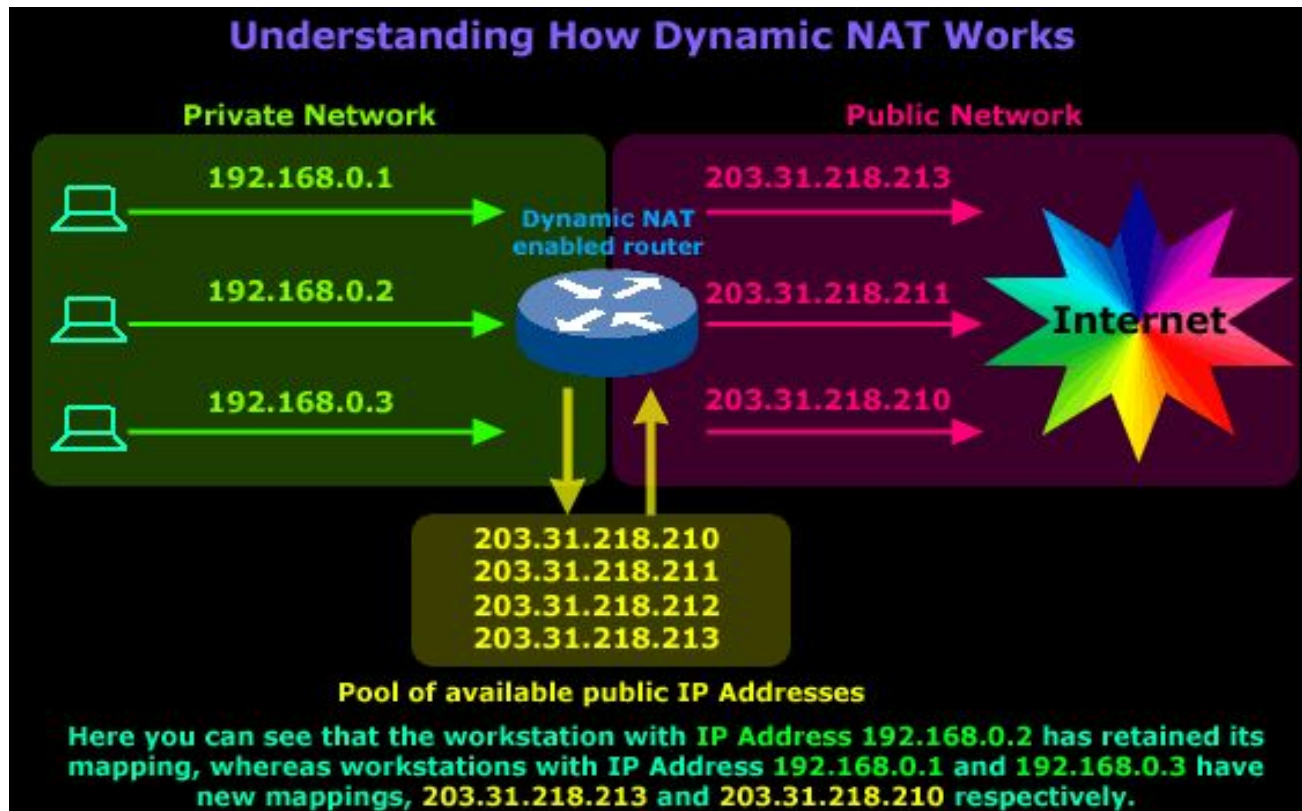 Understanding How Dynamic NAT Works
Private Network
Public Network
192.168.0.1
203.31.218.213
Dynamic NAT
enabled router
192.168.0.2
203.31.218.211
Internet
192.168.0.3
203.31.218.210
203.31.218.210
203.31.218.211
203.31.218.212
203.31.218.213
Pool of available public IP Addresses
Here you can see that the workstation with IP Address 192.168.0.2 has retained its
mapping, whereas workstations with IP Address 192.168.0.1 and 192.168.0.3 have
new mappings, 203.31.218.213 and 203.31.218.210 respectively.